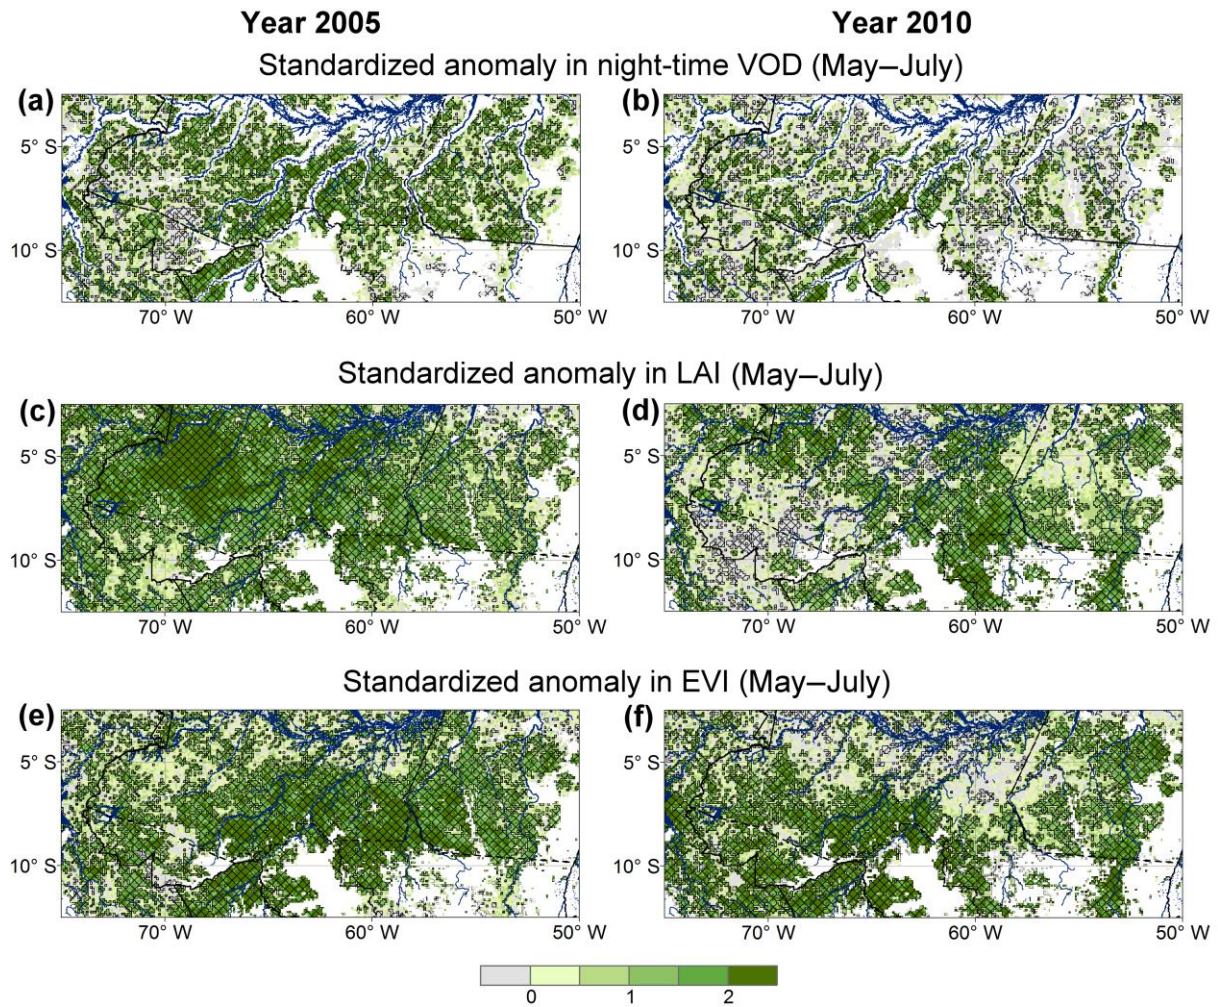 Year 2005 Year 2010
Standardized anomaly in night-time VOD (May–July)
(a) (b)
5° S 5° S
10° S 10° S
70° W 60° W 50° W 70° W 60° W 50° W
Standardized anomaly in LAI (May–July)
(c) (d)
5° S 5° S
10° S 10° S
70° W 60° W 50° W 70° W 60° W 50° W
Standardized anomaly in EVI (May–July)
(e) (f)
5° S 5° S
10° S 10° S
70° W 60° W 50° W 70° W 60° W 50° W
0 1 2